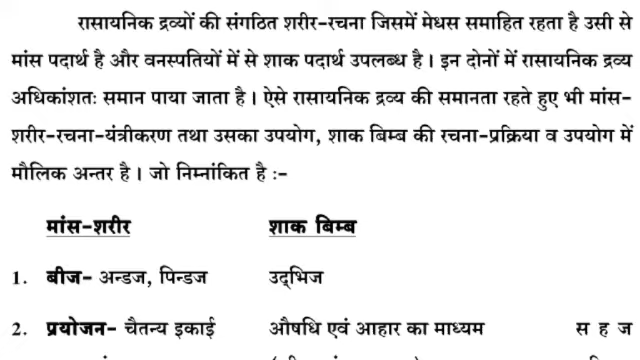 रासायनिक द्रव्यों की संगठित शरीर-रचना जिसमें मेधस समाहित रहता है उसी से
मांस पदार्थ है और वनस्पतियों में से शाक पदार्थ उपलब्ध है। इन दोनों में रासायनिक द्रव्य
अधिकांशतः समान पाया जाता है। ऐसे रासायनिक द्रव्य की समानता रहते हुए भी मांस-
शरीर-रचना-यंत्रीकरण तथा उसका उपयोग, शाक बिम्ब की रचना-प्रक्रिया व उपयोग में
मौलिक अन्तर है। जो निम्नांकित है :-
मांस-शरीर शाक बिम्ब
1. बीज- अन्डज, पिन्डज उद्भिज
2. प्रयोजन- चैतन्य इकाई औषधि एवं आहार का माध्यम स ह ज